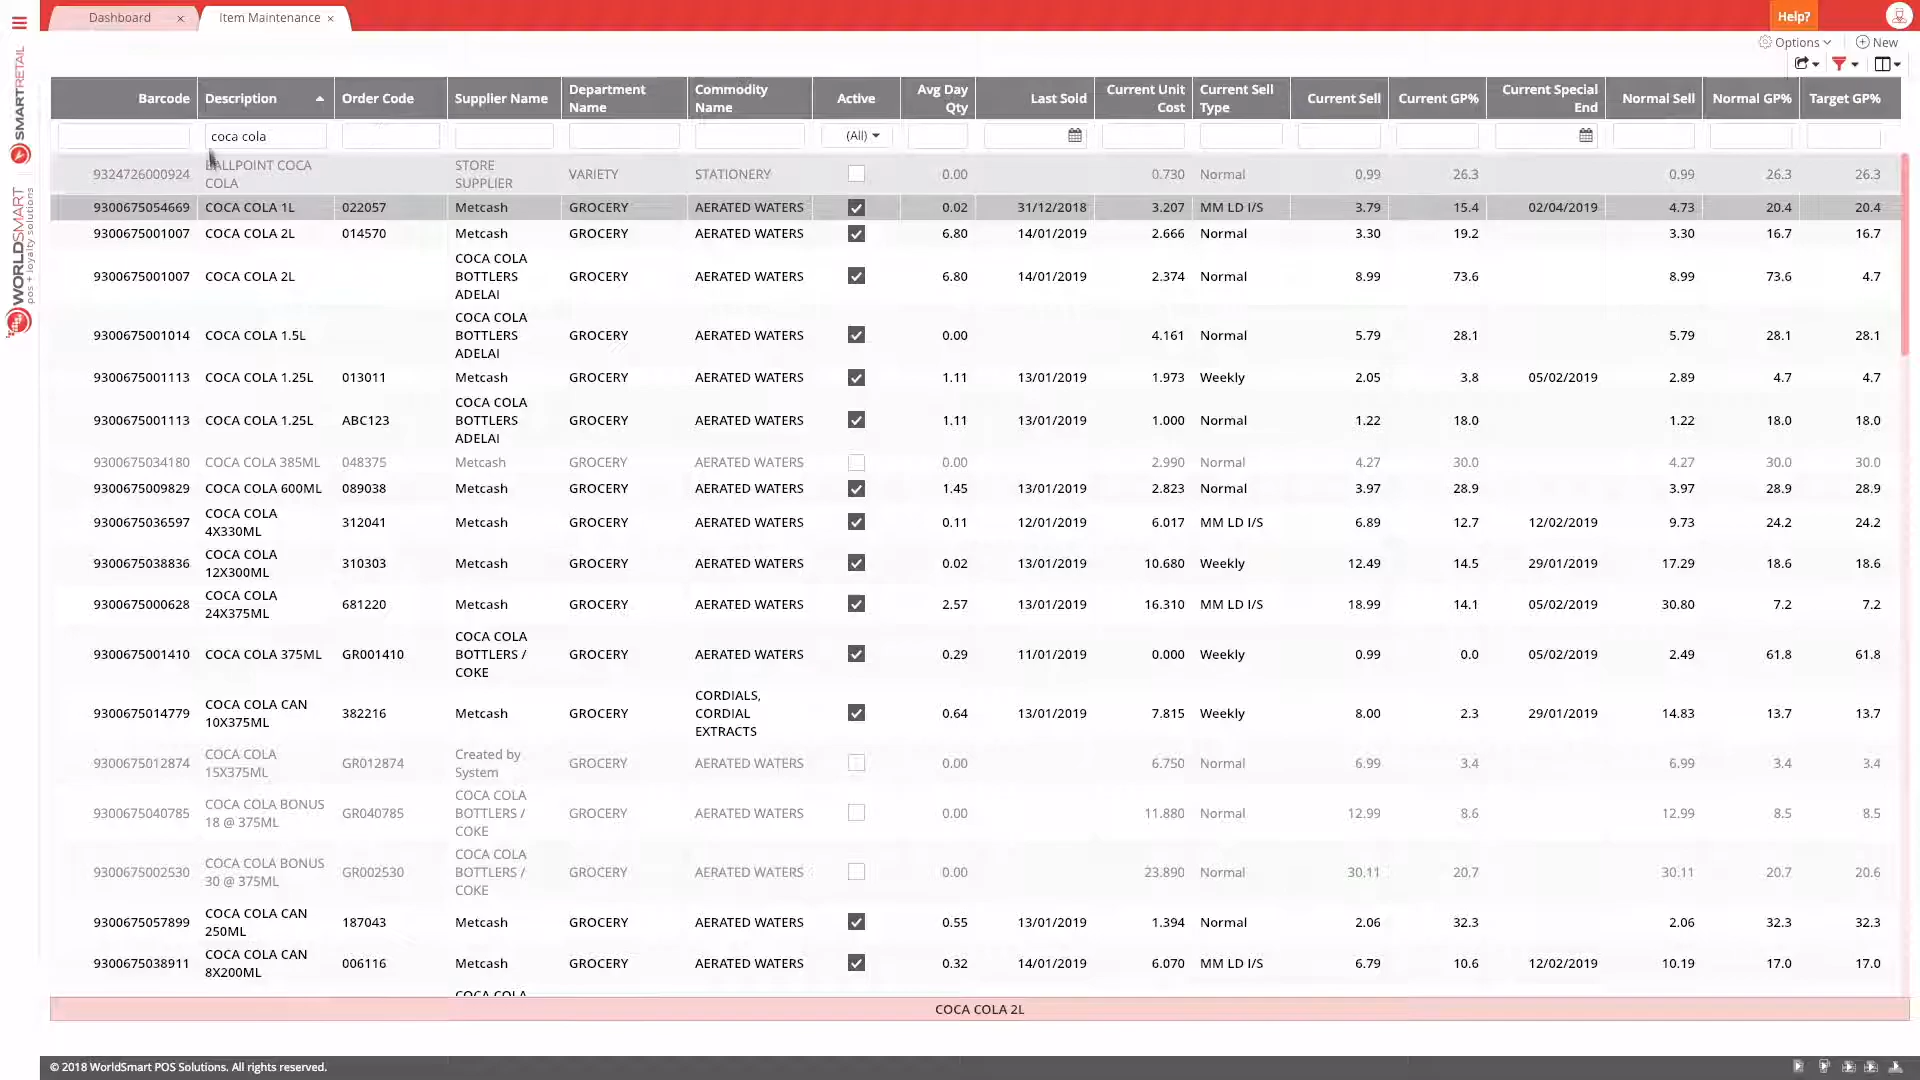 Dashboard ×
Item Maintenance ×
Help?
Options
New
SMARTRETAIL
WORLDSMART
pos + loyalty solutions
Barcode Description Order Code Supplier Name Department Name Commodity Name Active Avg Day Qty Last Sold Current Unit Cost Current Sell Type Current Sell Current GP% Current Special End Normal Sell Normal GP% Target GP%
coca cola (All)
9324726000924 BALLPOINT COCA COLA STORE SUPPLIER VARIETY STATIONERY 0.00 0.730 Normal 0.99 26.3 0.99 26.3 26.3
9300675054669 COCA COLA 1L 022057 Metcash GROCERY AERATED WATERS 0.02 31/12/2018 3.207 MM LD I/S 3.79 15.4 02/04/2019 4.73 20.4 20.4
9300675001007 COCA COLA 2L 014570 Metcash GROCERY AERATED WATERS 6.80 14/01/2019 2.666 Normal 3.30 19.2 3.30 16.7 16.7
9300675001007 COCA COLA 2L COCA COLA BOTTLERS ADELAI GROCERY AERATED WATERS 6.80 14/01/2019 2.374 Normal 8.99 73.6 8.99 73.6 4.7
9300675001014 COCA COLA 1.5L COCA COLA BOTTLERS ADELAI GROCERY AERATED WATERS 0.00 4.161 Normal 5.79 28.1 5.79 28.1 28.1
9300675001113 COCA COLA 1.25L 013011 Metcash GROCERY AERATED WATERS 1.11 13/01/2019 1.973 Weekly 2.05 3.8 05/02/2019 2.89 4.7 4.7
9300675001113 COCA COLA 1.25L ABC123 COCA COLA BOTTLERS ADELAI GROCERY AERATED WATERS 1.11 13/01/2019 1.000 Normal 1.22 18.0 1.22 18.0 18.0
9300675034180 COCA COLA 385ML 048375 Metcash GROCERY AERATED WATERS 0.00 2.990 Normal 4.27 30.0 4.27 30.0 30.0
9300675009829 COCA COLA 600ML 089038 Metcash GROCERY AERATED WATERS 1.45 13/01/2019 2.823 Normal 3.97 28.9 3.97 28.9 28.9
9300675036597 COCA COLA 4X330ML 312041 Metcash GROCERY AERATED WATERS 0.11 12/01/2019 6.017 MM LD I/S 6.89 12.7 12/02/2019 9.73 24.2 24.2
9300675038836 COCA COLA 12X300ML 310303 Metcash GROCERY AERATED WATERS 0.02 13/01/2019 10.680 Weekly 12.49 14.5 29/01/2019 17.29 18.6 18.6
9300675000628 COCA COLA 24X375ML 681220 Metcash GROCERY AERATED WATERS 2.57 13/01/2019 16.310 MM LD I/S 18.99 14.1 05/02/2019 30.80 7.2 7.2
9300675001410 COCA COLA 375ML GR001410 COCA COLA BOTTLERS / COKE GROCERY AERATED WATERS 0.29 11/01/2019 0.000 Weekly 0.99 0.0 05/02/2019 2.49 61.8 61.8
9300675014779 COCA COLA CAN 10X375ML 382216 Metcash GROCERY CORDIALS, CORDIAL EXTRACTS 0.64 13/01/2019 7.815 Weekly 8.00 2.3 29/01/2019 14.83 13.7 13.7
9300675012874 COCA COLA 15X375ML GR012874 Created by System GROCERY AERATED WATERS 0.00 6.750 Normal 6.99 3.4 6.99 3.4 3.4
9300675040785 COCA COLA BONUS 18 @ 375ML GR040785 COCA COLA BOTTLERS / COKE GROCERY AERATED WATERS 0.00 11.880 Normal 12.99 8.6 12.99 8.5 8.5
9300675002530 COCA COLA BONUS 30 @ 375ML GR002530 COCA COLA BOTTLERS / COKE GROCERY AERATED WATERS 0.00 23.890 Normal 30.11 20.7 30.11 20.7 20.6
9300675057899 COCA COLA CAN 250ML 187043 Metcash GROCERY AERATED WATERS 0.55 13/01/2019 1.394 Normal 2.06 32.3 2.06 32.3 32.3
9300675038911 COCA COLA CAN 8X200ML 006116 Metcash GROCERY AERATED WATERS 0.32 14/01/2019 6.070 MM LD I/S 6.79 10.6 12/02/2019 10.19 17.0 17.0
COCA COLA
COCA COLA 2L
© 2018 WorldSmart POS Solutions. All rights reserved.